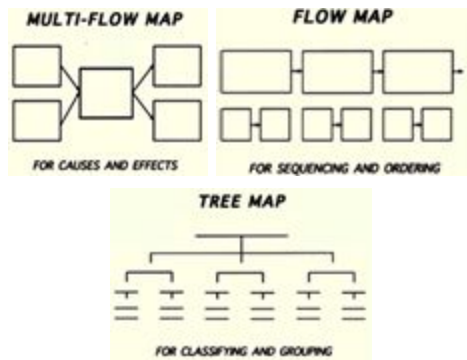 MULTI-FLOW MAP
FOR CAUSES AND EFFECTS
FLOW MAP
FOR SEQUENCING AND ORDERING
TREE MAP
FOR CLASSIFYING AND GROUPING